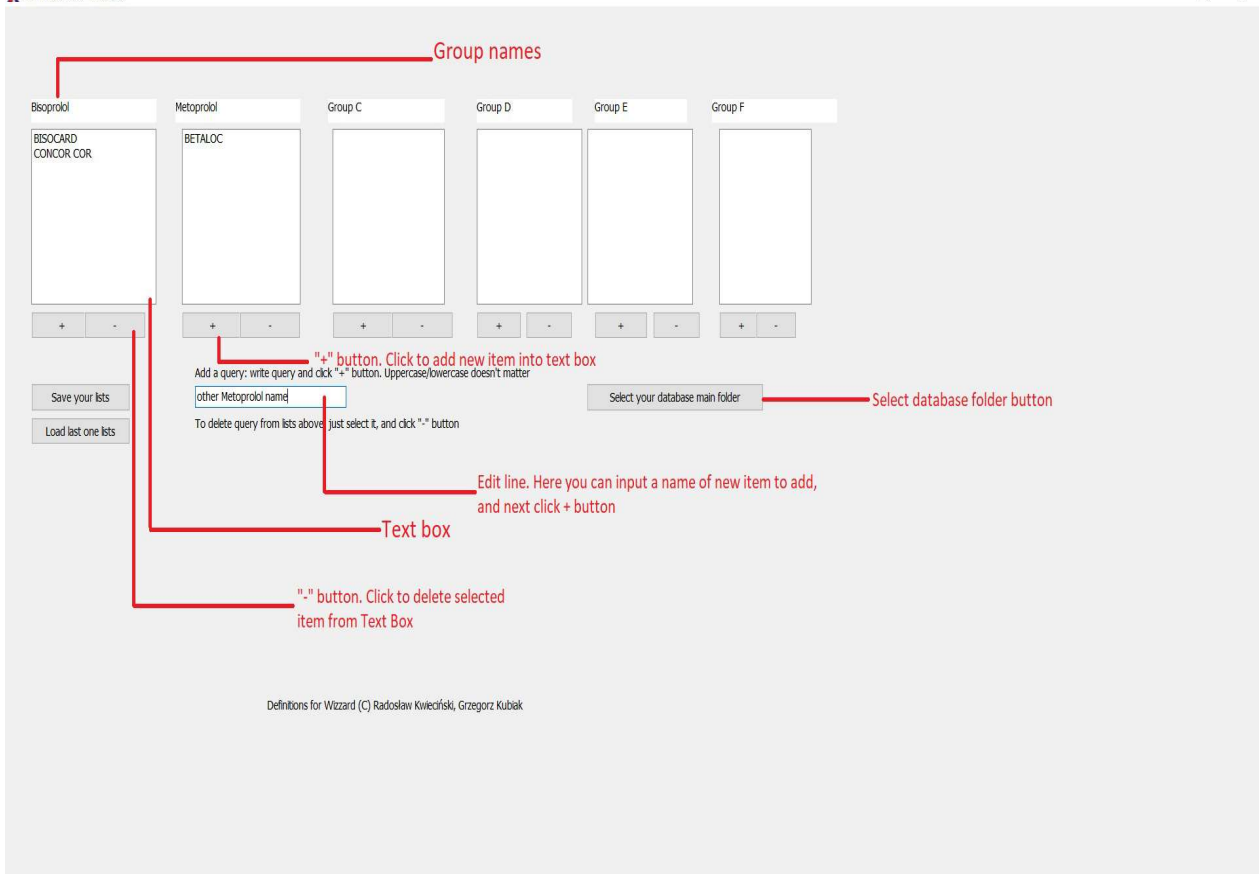 Group names
Bisoprolol Metoprolol Group C Group D Group E Group F
BISOCARD BETALOC
CONCOR COR
+ - + - + - + - + - + -
"+" button. Click to add new item into text box
Add a query: write query and click "+" button. Uppercase/lowercase doesn't matter
Save your lists other Metoprolol name Select your database main folder Select database folder button
Load last one lists To delete query from lists above, just select it, and click "-" button
Edit line. Here you can input a name of new item to add,
and next click + button
Text box
"-" button. Click to delete selected
item from Text Box
Definitions for Wizzard (C) Radosław Kwieciński, Grzegorz Kubiak